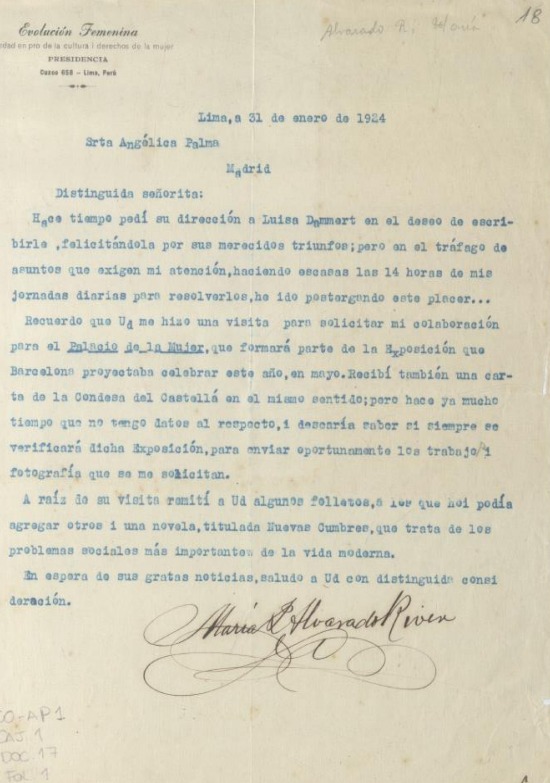 18
Alvarado R, María
Evolución Femenina
edad en pro de la cultura i derechos de la mujer
PRESIDENCIA
Cuzco 658 – Lima, Perú
Lima,a 31 de enero de 1924
Srta Angélica Palma
Madrid
Distinguida señorita:
Hace tiempo pedí su dirección a Luisa Dammert en el deseo de escri-
birle ,felicitándola por sus merecidos triunfos;pero en el tráfago de
asuntos que exigen mi atención,haciendo escasas las 14 horas de mis
jornadas diarias para resolverlos,he ido postergando este placer...
Recuerdo que Ud me hizo una visita para solicitar mi colaboración
para el Palacio de la Mujer,que formará parte de la Exposición que
Barcelona proyectaba celebrar este año,en mayo.Recibí también una car-
ta de la Condesa del Castellá en el mismo sentido;pero hace ya mucho
tiempo que no tengo datos al respecto,i desearía saber si siempre se
verificará dicha Exposición,para enviar oportunamente los trabajos i
fotografía que se me solicitan.
A raíz de su visita remití a Ud algunos folletos,a los que hoi podía
agregar otros i una novela,titulada Nuevas Cumbres,que trata de los
problemas sociales más importantes de la vida moderna.
En espera de sus gratas noticias,saludo a Ud con distinguida consi
deración.
María J Alvarado Rivera
CO-AP1
CAJ. 1
DOC. 17
Fol. 1